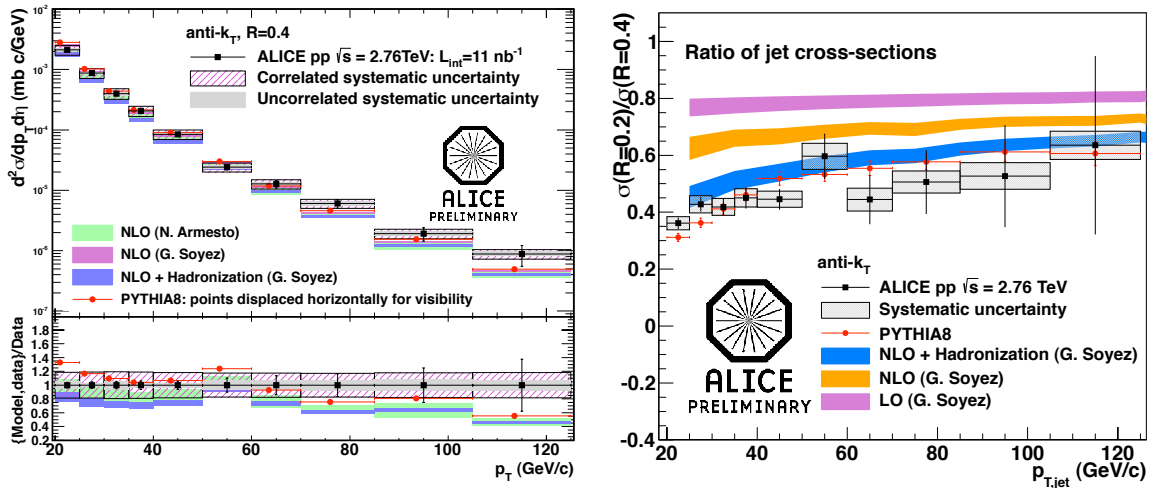 d²σ/dp_Tdη (mb c/GeV)
10⁻²
10⁻³
10⁻⁴
10⁻⁵
10⁻⁶
10⁻⁷
anti-k_T, R=0.4
ALICE pp √s = 2.76TeV: L_int=11 nb⁻¹
Correlated systematic uncertainty
Uncorrelated systematic uncertainty
ALICE
PRELIMINARY
NLO (N. Armesto)
NLO (G. Soyez)
NLO + Hadronization (G. Soyez)
PYTHIA8: points displaced horizontally for visibility
{Model,data}/Data
1.8
1.6
1.4
1.2
1
0.8
0.6
0.4
0.2
20 40 60 80 100 120
p_T (GeV/c)
σ(R=0.2)/σ(R=0.4)
1
0.8
0.6
0.4
0.2
0
-0.2
-0.4
Ratio of jet cross-sections
anti-k_T
ALICE pp √s = 2.76 TeV
Systematic uncertainty
PYTHIA8
NLO + Hadronization (G. Soyez)
NLO (G. Soyez)
LO (G. Soyez)
ALICE
PRELIMINARY
20 40 60 80 100 120
p_T,jet (GeV/c)